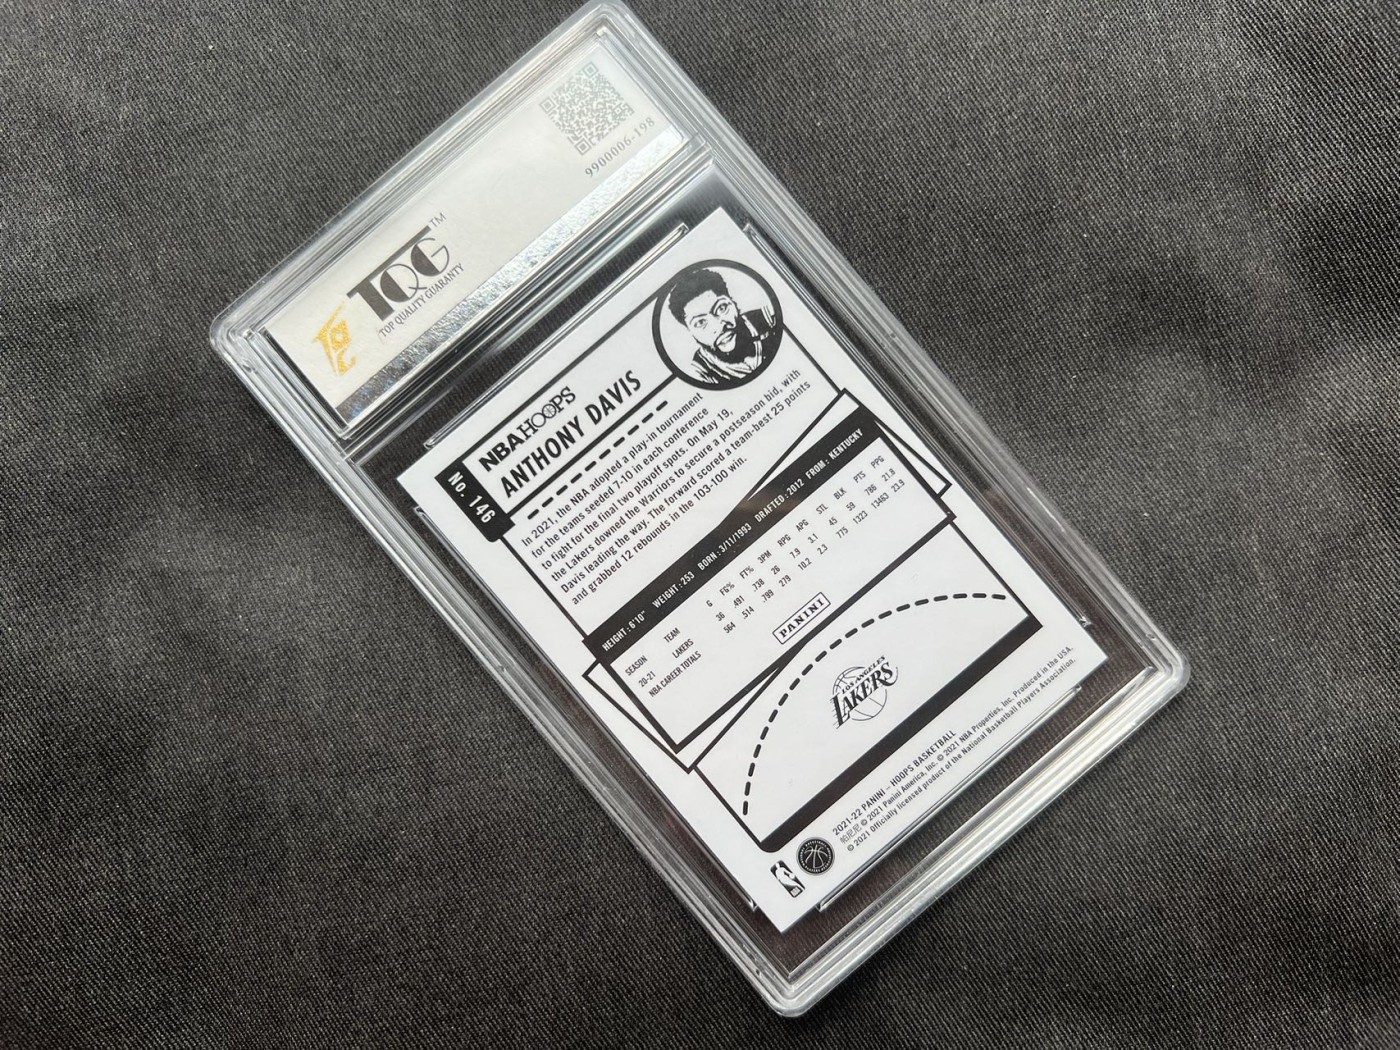 9900006-198
TQG™
TOP QUALITY GUARANTY
No. 146
NBA HOOPS
ANTHONY DAVIS
In 2021, the NBA adopted a play-in tournament
for the teams seeded 7-10 in each conference
to fight for the final two playoff spots. On May 19,
the Lakers downed the Warriors to secure a postseason bid, with
Davis leading the way. The forward scored a team-best 25 points
and grabbed 12 rebounds in the 103-100 win.
HEIGHT: 6'10" WEIGHT: 253 BORN: 3/11/1993 DRAFTED: 2012 FROM: KENTUCKY
SEASON TEAM G FG% FT% 3PM RPG APG STL BLK PTS PPG
20-21 LAKERS 36 .491 .738 26 7.9 3.1 45 59 786 21.8
NBA CAREER TOTALS 564 .514 .799 279 10.2 2.3 775 1323 13463 23.9
PANINI
LOS ANGELES
LAKERS
2021-22 PANINI – HOOPS BASKETBALL
帕尼尼 © 2021 Panini America, Inc. © 2021 NBA Properties, Inc. Produced in the USA.
© 2021 Officially licensed product of the National Basketball Players Association.